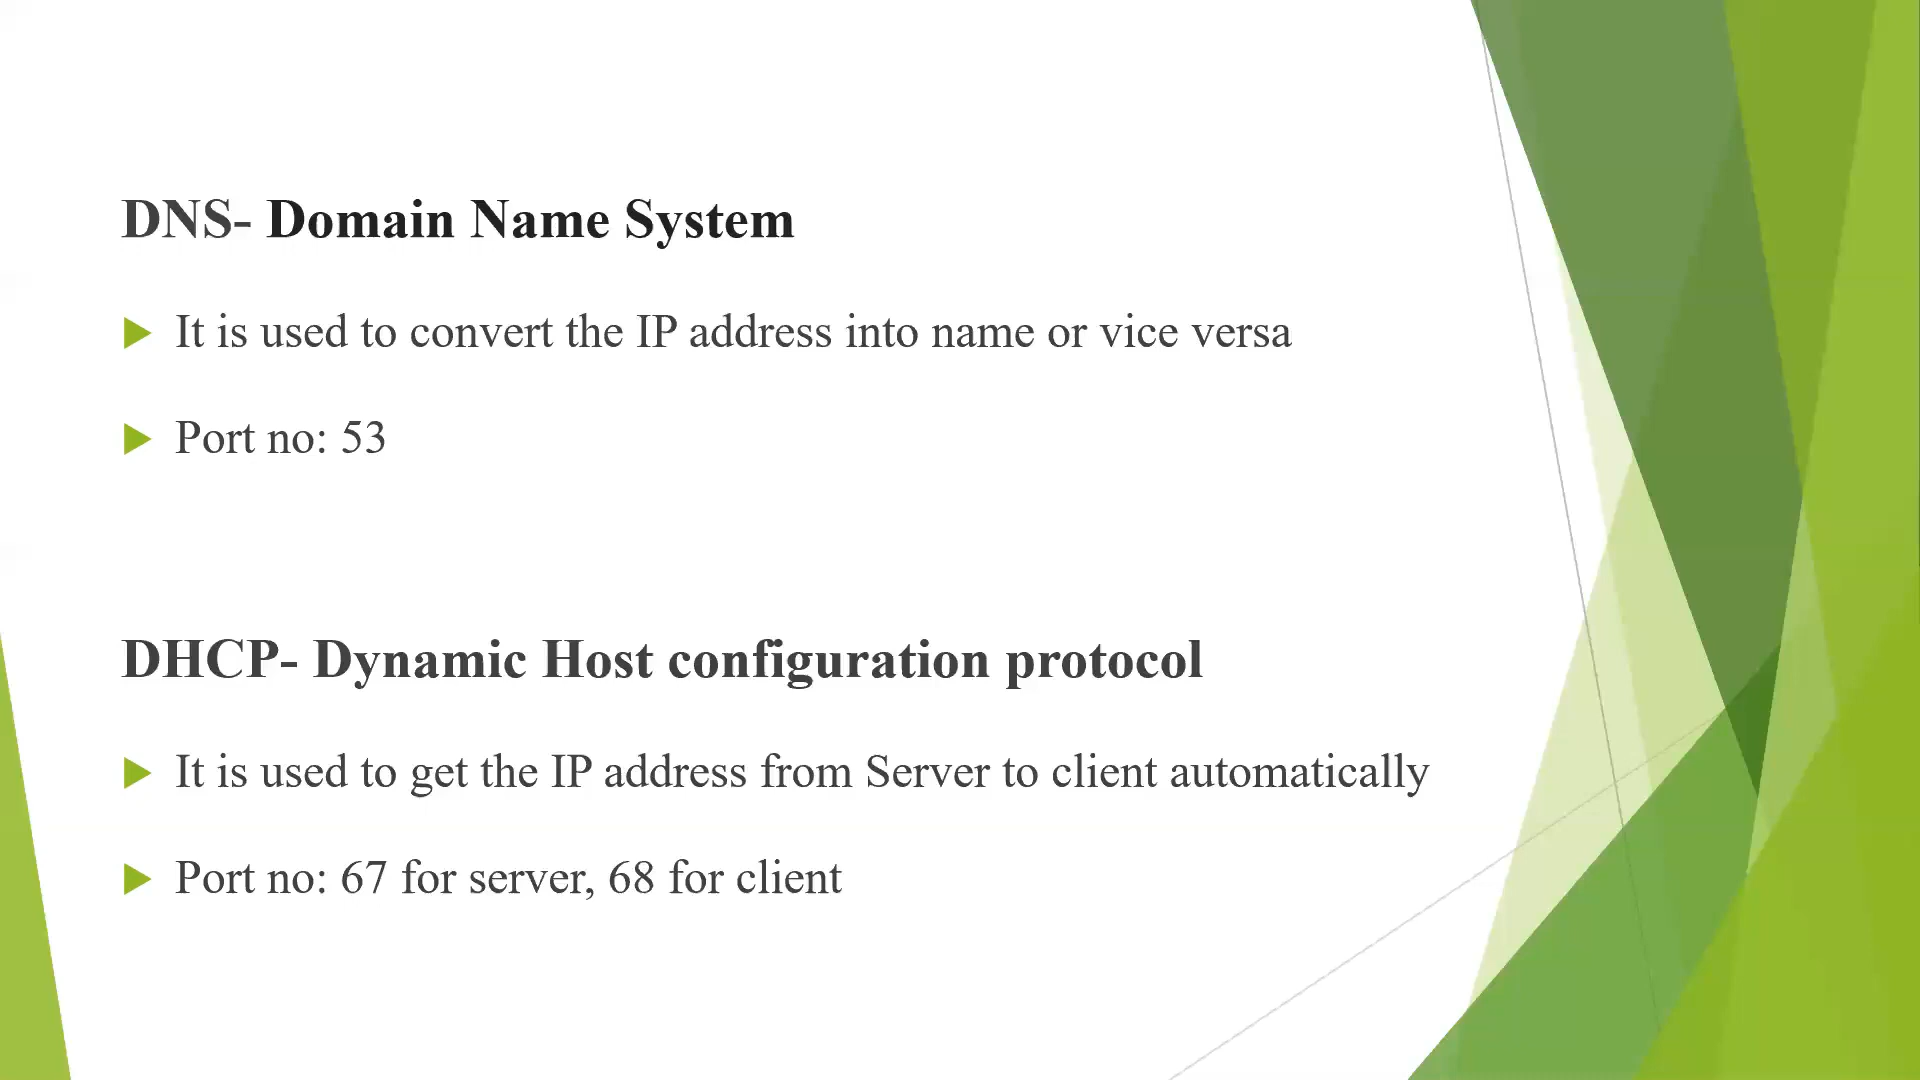 DNS- Domain Name System
It is used to convert the IP address into name or vice versa
Port no: 53
DHCP- Dynamic Host configuration protocol
It is used to get the IP address from Server to client automatically
Port no: 67 for server, 68 for client